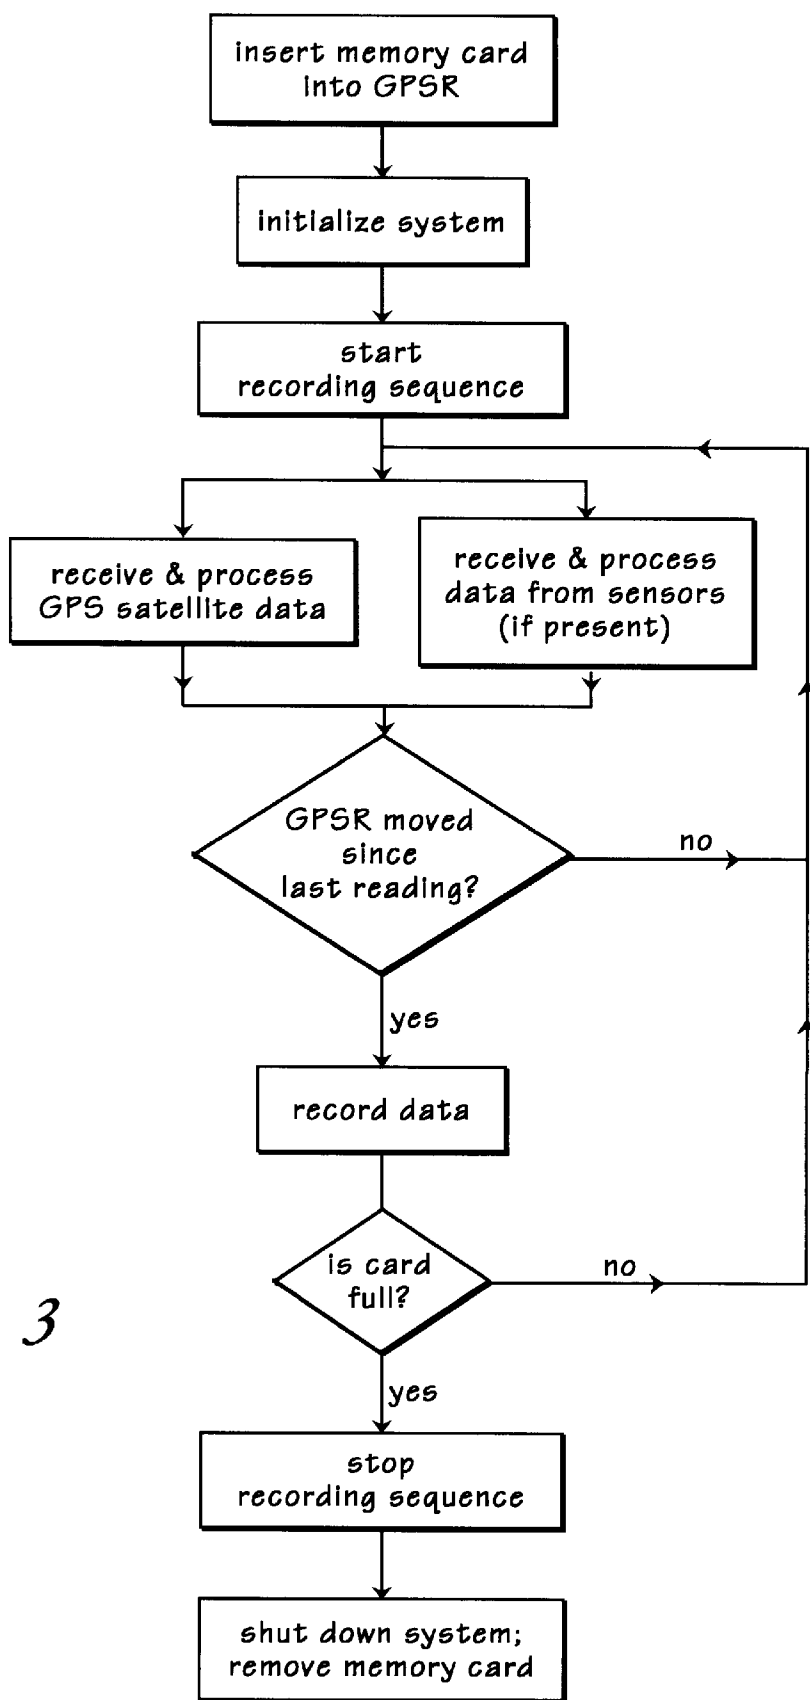 insert memory card
into GPSR
initialize system
start
recording sequence
receive & process
GPS satellite data
receive & process
data from sensors
(if present)
GPSR moved
since
last reading?
no
yes
record data
is card
full?
no
3
yes
stop
recording sequence
shut down system;
remove memory card